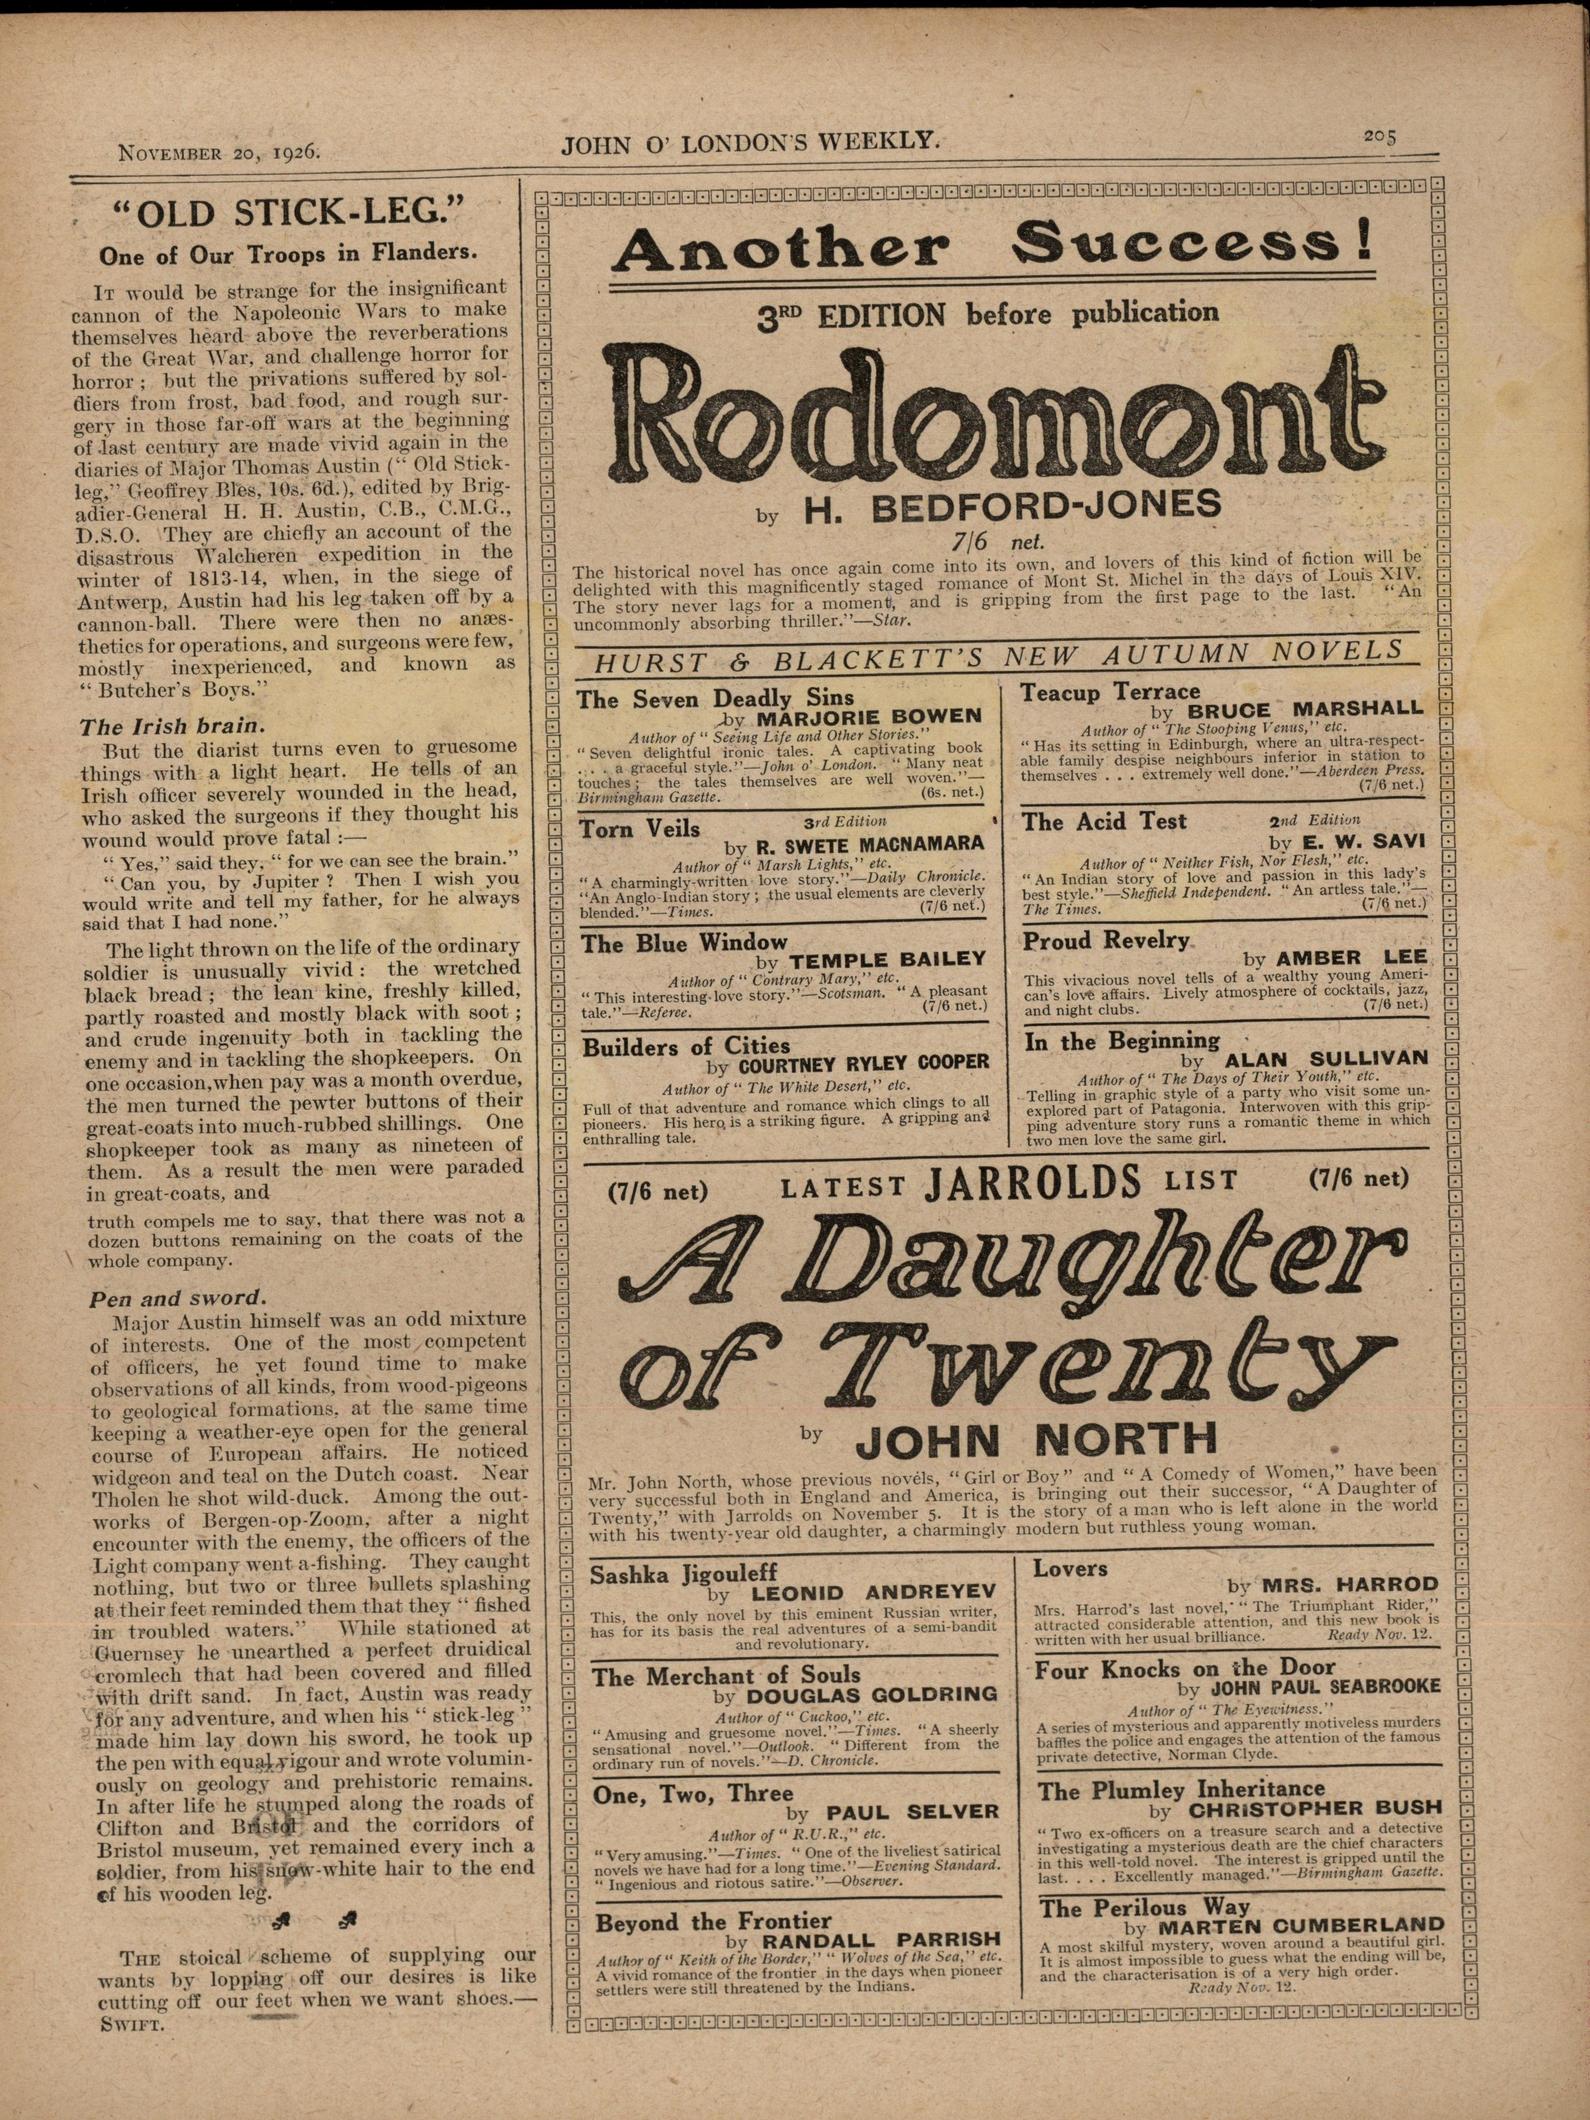 NOVEMBER 20, 1926.
JOHN O' LONDON'S WEEKLY.
205
"OLD STICK-LEG."
One of Our Troops in Flanders.
IT would be strange for the insignificant
cannon of the Napoleonic Wars to make
themselves heard above the reverberations
of the Great War, and challenge horror for
horror; but the privations suffered by sol-
diers from frost, bad food, and rough sur-
gery in those far-off wars at the beginning
of last century are made vivid again in the
diaries of Major Thomas Austin ("Old Stick-
leg," Geoffrey Bles, 10s. 6d.), edited by Brig-
adier-General H. H. Austin, C.B., C.M.G.,
D.S.O. They are chiefly an account of the
disastrous Walcheren expedition in the
winter of 1813-14, when, in the siege of
Antwerp, Austin had his leg taken off by a
cannon-ball. There were then no anæs-
thetics for operations, and surgeons were few,
mostly inexperienced, and known as
"Butcher's Boys."
The Irish brain.
But the diarist turns even to gruesome
things with a light heart. He tells of an
Irish officer severely wounded in the head,
who asked the surgeons if they thought his
wound would prove fatal:—
"Yes," said they, "for we can see the brain."
"Can you, by Jupiter? Then I wish you
would write and tell my father, for he always
said that I had none."
The light thrown on the life of the ordinary
soldier is unusually vivid: the wretched
black bread; the lean kine, freshly killed,
partly roasted and mostly black with soot;
and crude ingenuity both in tackling the
enemy and in tackling the shopkeepers. On
one occasion, when pay was a month overdue,
the men turned the pewter buttons of their
great-coats into much-rubbed shillings. One
shopkeeper took as many as nineteen of
them. As a result the men were paraded
in great-coats, and
truth compels me to say, that there was not a
dozen buttons remaining on the coats of the
whole company.
Pen and sword.
Major Austin himself was an odd mixture
of interests. One of the most competent
of officers, he yet found time to make
observations of all kinds, from wood-pigeons
to geological formations, at the same time
keeping a weather-eye open for the general
course of European affairs. He noticed
widgeon and teal on the Dutch coast. Near
Tholen he shot wild-duck. Among the out-
works of Bergen-op-Zoom, after a night
encounter with the enemy, the officers of the
Light company went a-fishing. They caught
nothing, but two or three bullets splashing
at their feet reminded them that they "fished
in troubled waters." While stationed at
Guernsey he unearthed a perfect druidical
cromlech that had been covered and filled
with drift sand. In fact, Austin was ready
for any adventure, and when his "stick-leg"
made him lay down his sword, he took up
the pen with equal vigour and wrote volumin-
ously on geology and prehistoric remains.
In after life he stumped along the roads of
Clifton and Bristol and the corridors of
Bristol museum, yet remained every inch a
soldier, from his snow-white hair to the end
of his wooden leg.
THE stoical scheme of supplying our
wants by lopping off our desires is like
cutting off our feet when we want shoes.—
SWIFT.
Another Success!
3RD EDITION before publication
Rodomont
by H. BEDFORD-JONES
7/6 net.
The historical novel has once again come into its own, and lovers of this kind of fiction will be
delighted with this magnificently staged romance of Mont St. Michel in the days of Louis XIV.
The story never lags for a moment, and is gripping from the first page to the last. "An
uncommonly absorbing thriller."—Star.
HURST & BLACKETT'S NEW AUTUMN NOVELS
The Seven Deadly Sins
by MARJORIE BOWEN
Author of "Seeing Life and Other Stories."
"Seven delightful ironic tales. A captivating book
. . . a graceful style."—John o' London. "Many neat
touches; the tales themselves are well woven."—
Birmingham Gazette. (6s. net.)
Torn Veils 3rd Edition
by R. SWETE MACNAMARA
Author of "Marsh Lights," etc.
"A charmingly-written love story."—Daily Chronicle.
"An Anglo-Indian story; the usual elements are cleverly
blended."—Times. (7/6 net.)
The Blue Window
by TEMPLE BAILEY
Author of "Contrary Mary," etc.
"This interesting love story."—Scotsman. "A pleasant
tale."—Referee. (7/6 net.)
Builders of Cities
by COURTNEY RYLEY COOPER
Author of "The White Desert," etc.
Full of that adventure and romance which clings to all
pioneers. His hero is a striking figure. A gripping and
enthralling tale.
Teacup Terrace
by BRUCE MARSHALL
Author of "The Stooping Venus," etc.
"Has its setting in Edinburgh, where an ultra-respect-
able family despise neighbours inferior in station to
themselves . . . extremely well done."—Aberdeen Press.
(7/6 net.)
The Acid Test 2nd Edition
by E. W. SAVI
Author of "Neither Fish, Nor Flesh," etc.
"An Indian story of love and passion in this lady's
best style."—Sheffield Independent. "An artless tale."—
The Times. (7/6 net.)
Proud Revelry
by AMBER LEE
This vivacious novel tells of a wealthy young Ameri-
can's love affairs. Lively atmosphere of cocktails, jazz,
and night clubs. (7/6 net.)
In the Beginning
by ALAN SULLIVAN
Author of "The Days of Their Youth," etc.
Telling in graphic style of a party who visit some un-
explored part of Patagonia. Interwoven with this grip-
ping adventure story runs a romantic theme in which
two men love the same girl.
(7/6 net) LATEST JARROLDS LIST (7/6 net)
A Daughter
of Twenty
by JOHN NORTH
Mr. John North, whose previous novels, "Girl or Boy" and "A Comedy of Women," have been
very successful both in England and America, is bringing out their successor, "A Daughter of
Twenty," with Jarrolds on November 5. It is the story of a man who is left alone in the world
with his twenty-year old daughter, a charmingly modern but ruthless young woman.
Sashka Jigouleff
by LEONID ANDREYEV
This, the only novel by this eminent Russian writer,
has for its basis the real adventures of a semi-bandit
and revolutionary.
The Merchant of Souls
by DOUGLAS GOLDRING
Author of "Cuckoo," etc.
"Amusing and gruesome novel."—Times. "A sheerly
sensational novel."—Outlook. "Different from the
ordinary run of novels."—D. Chronicle.
One, Two, Three
by PAUL SELVER
Author of "R.U.R.," etc.
"Very amusing."—Times. "One of the liveliest satirical
novels we have had for a long time."—Evening Standard.
"Ingenious and riotous satire."—Observer.
Beyond the Frontier
by RANDALL PARRISH
Author of "Keith of the Border," "Wolves of the Sea," etc.
A vivid romance of the frontier in the days when pioneer
settlers were still threatened by the Indians.
Lovers
by MRS. HARROD
Mrs. Harrod's last novel, "The Triumphant Rider,"
attracted considerable attention, and this new book is
written with her usual brilliance. Ready Nov. 12.
Four Knocks on the Door
by JOHN PAUL SEABROOKE
Author of "The Eyewitness."
A series of mysterious and apparently motiveless murders
baffles the police and engages the attention of the famous
private detective, Norman Clyde.
The Plumley Inheritance
by CHRISTOPHER BUSH
"Two ex-officers on a treasure search and a detective
investigating a mysterious death are the chief characters
in this well-told novel. The interest is gripped until the
last. . . . Excellently managed."—Birmingham Gazette.
The Perilous Way
by MARTEN CUMBERLAND
A most skilful mystery, woven around a beautiful girl.
It is almost impossible to guess what the ending will be,
and the characterisation is of a very high order.
Ready Nov. 12.